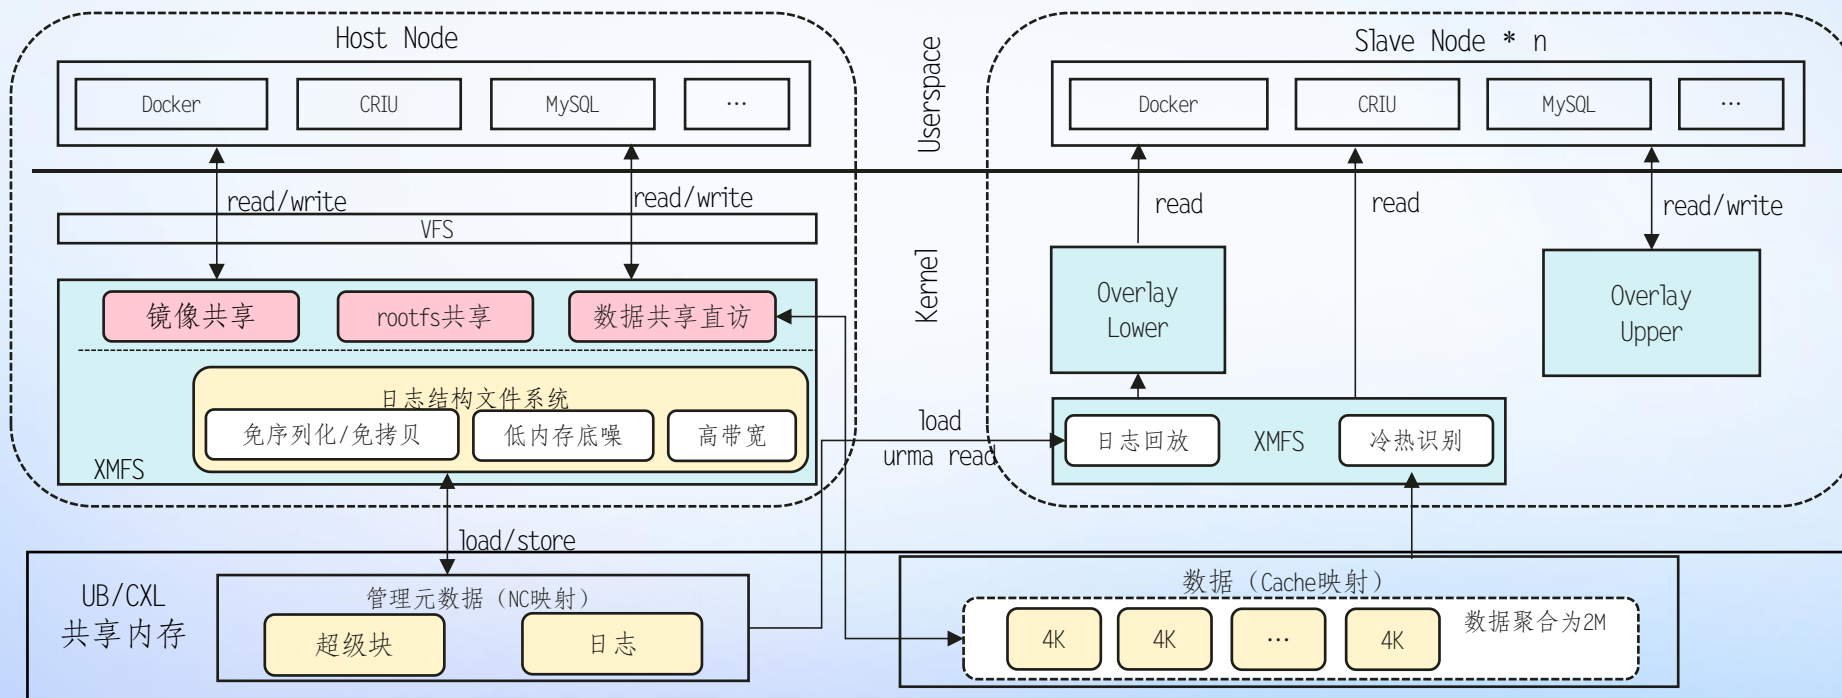 Host Node
Docker
CRIU
MySQL
...
read/write
read/write
VFS
镜像共享
rootfs共享
数据共享直访
日志结构文件系统
免序列化/免拷贝
低内存底噪
高带宽
XMFS
Userspace
Kernel
Slave Node * n
Docker
CRIU
MySQL
...
read
read
read/write
Overlay
Lower
Overlay
Upper
load
urma read
日志回放
XMFS
冷热识别
load/store
UB/CXL
共享内存
管理元数据（NC映射）
超级块
日志
数据（Cache映射）
4K
4K
...
4K
数据聚合为2M